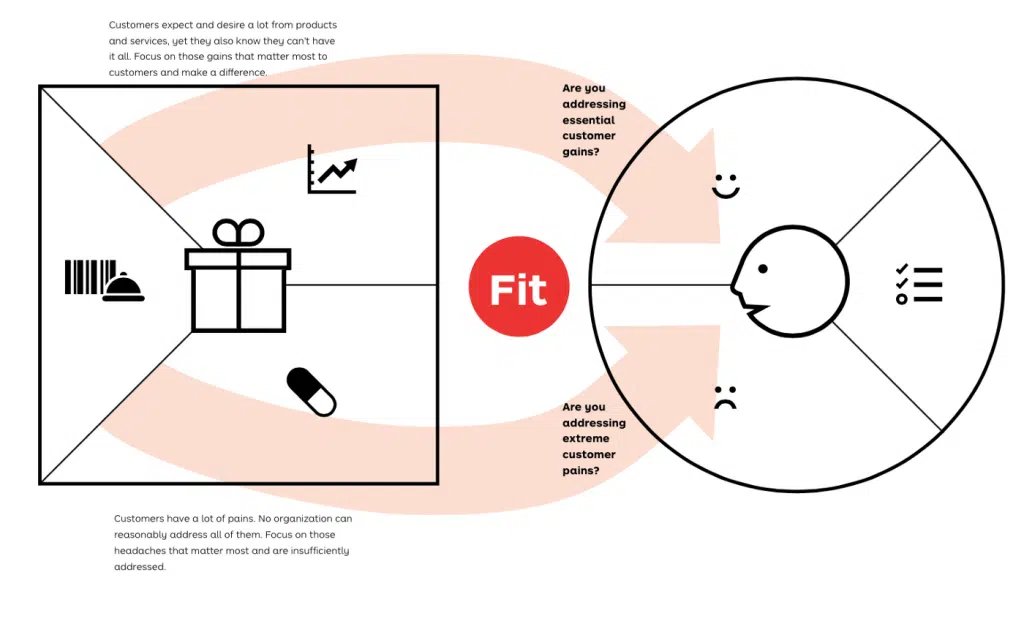 Customers expect and desire a lot from products
and services, yet they also know they can't have
it all. Focus on those gains that matter most to
customers and make a difference.
Are you
addressing
essential
customer
gains?
Fit
Are you
addressing
extreme
customer
pains?
Customers have a lot of pains. No organization can
reasonably address all of them. Focus on those
headaches that matter most and are insufficiently
addressed.